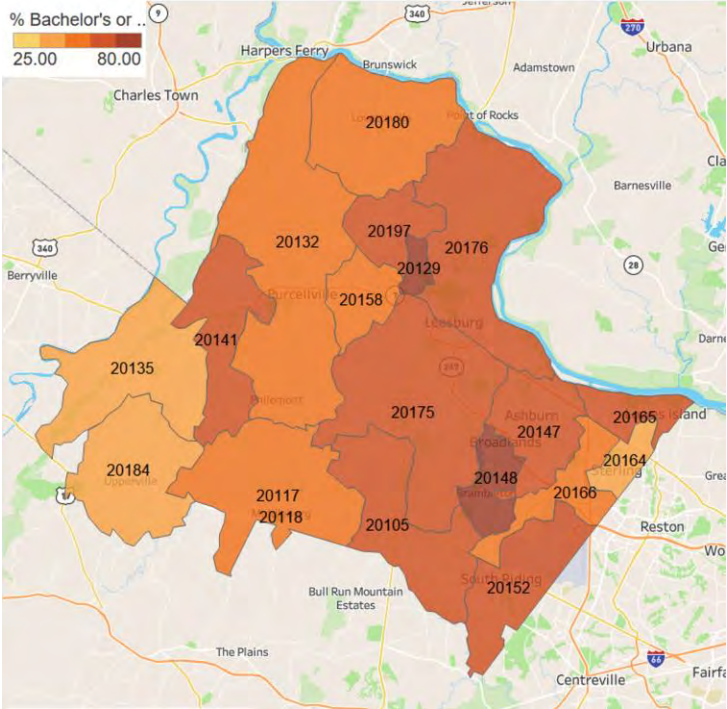 % Bachelor's or ..
25.00
80.00
9
340
Jefferson
270
Urbana
Harpers Ferry
Brunswick
Adamstown
Charles Town
20180
Point of Rocks
Barnesville
20132
20197
20176
340
20129
28
Berryville
Purcellville
20158
Leesburg
20141
20135
Philomont
20175
Ashburn
20165
20147
Broadlands
20164
Sterling
20184
Upperville
20148
20166
20117
20118
20105
Reston
South Riding
20152
Bull Run Mountain
Estates
The Plains
66
Centreville
Fairfa